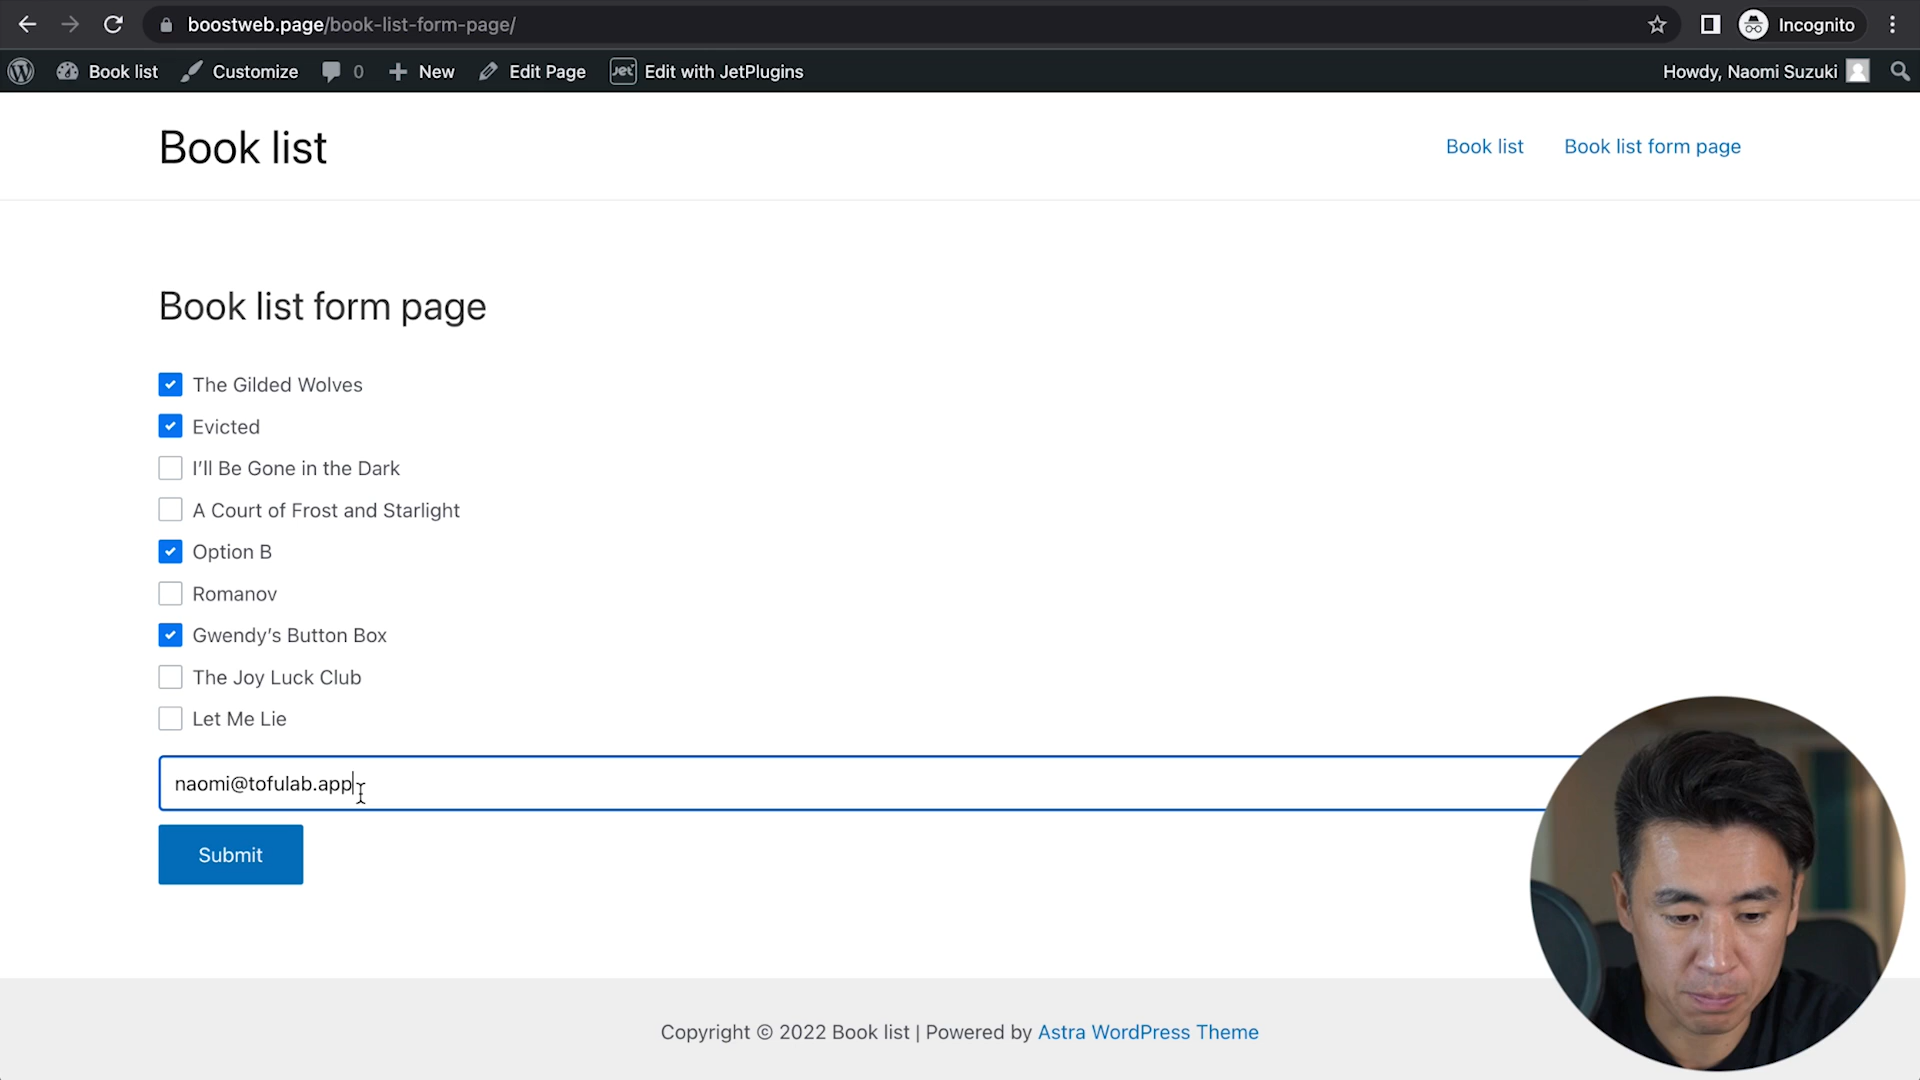 boostweb.page/book-list-form-page/
Incognito
Book list
Customize
0
New
Edit Page
Jet
Edit with JetPlugins
Howdy, Naomi Suzuki
Book list
Book list
Book list form page
Book list form page
The Gilded Wolves
Evicted
I’ll Be Gone in the Dark
A Court of Frost and Starlight
Option B
Romanov
Gwendy’s Button Box
The Joy Luck Club
Let Me Lie
naomi@tofulab.app
Submit
Copyright © 2022 Book list | Powered by Astra WordPress Theme